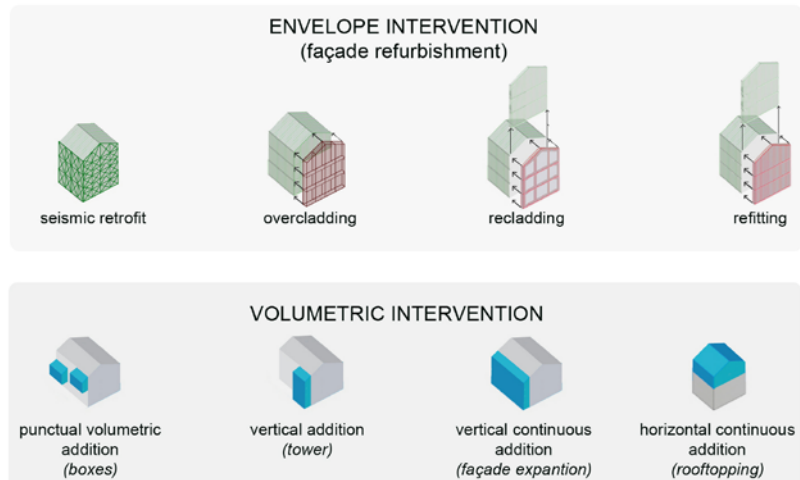 ENVELOPE INTERVENTION
(façade refurbishment)
seismic retrofit
overcladding
recladding
refitting
VOLUMETRIC INTERVENTION
punctual volumetric
addition
(boxes)
vertical addition
(tower)
vertical continuous
addition
(façade expantion)
horizontal continuous
addition
(rooftopping)